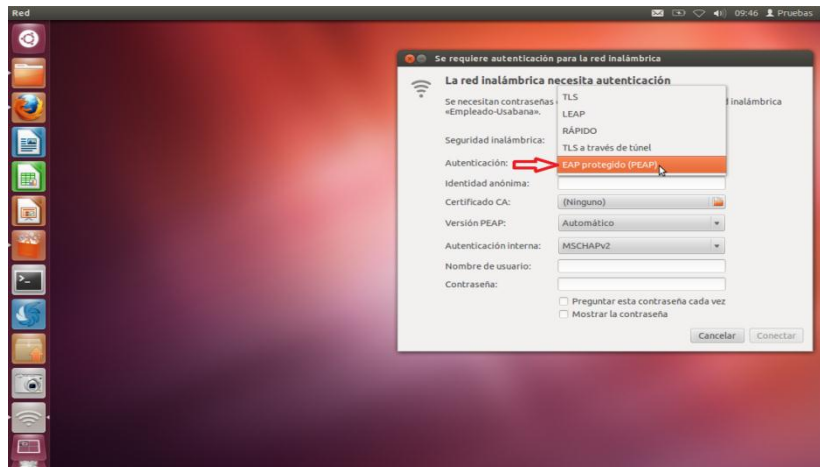 Red
09:46 Pruebas
Se requiere autenticación para la red inalámbrica
La red inalámbrica necesita autenticación
Se necesitan contraseñas
d inalámbrica
«Empleado-Usabana».
Seguridad inalámbrica:
Autenticación:
TLS
LEAP
RÁPIDO
TLS a través de túnel
EAP protegido (PEAP)
Identidad anónima:
Certificado CA: (Ninguno)
Versión PEAP: Automático
Autenticación interna: MSCHAPv2
Nombre de usuario:
Contraseña:
Preguntar esta contraseña cada vez
Mostrar la contraseña
Cancelar Conectar